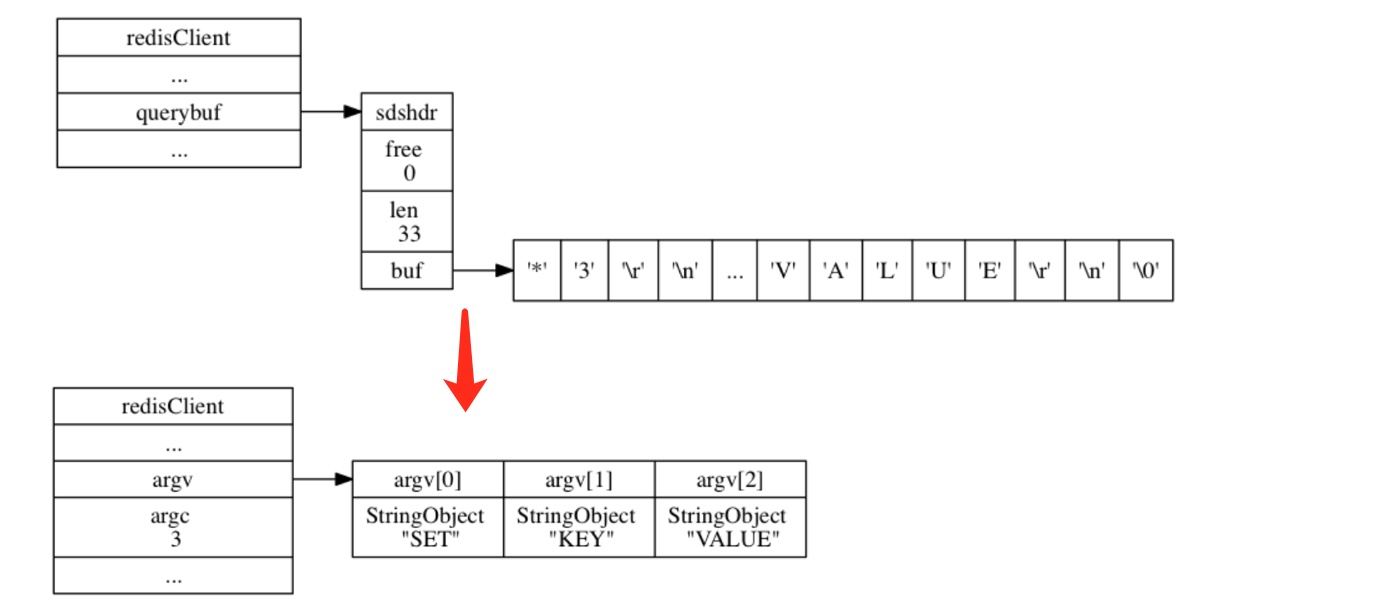 redisClient
...
querybuf
...
sdshdr
free
0
len
33
buf
'*' '3' '\r' '\n' ... 'V' 'A' 'L' 'U' 'E' '\r' '\n' '\0'
redisClient
...
argv
argc
3
...
argv[0] argv[1] argv[2]
StringObject StringObject StringObject
"SET" "KEY" "VALUE"